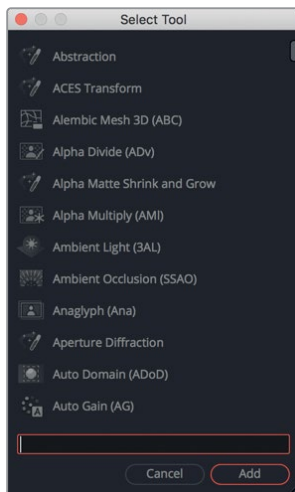 Select Tool
Abstraction
ACES Transform
Alembic Mesh 3D (ABC)
Alpha Divide (ADv)
Alpha Matte Shrink and Grow
Alpha Multiply (AMl)
Ambient Light (3AL)
Ambient Occlusion (SSAO)
Anaglyph (Ana)
Aperture Diffraction
Auto Domain (ADoD)
Auto Gain (AG)
Cancel
Add